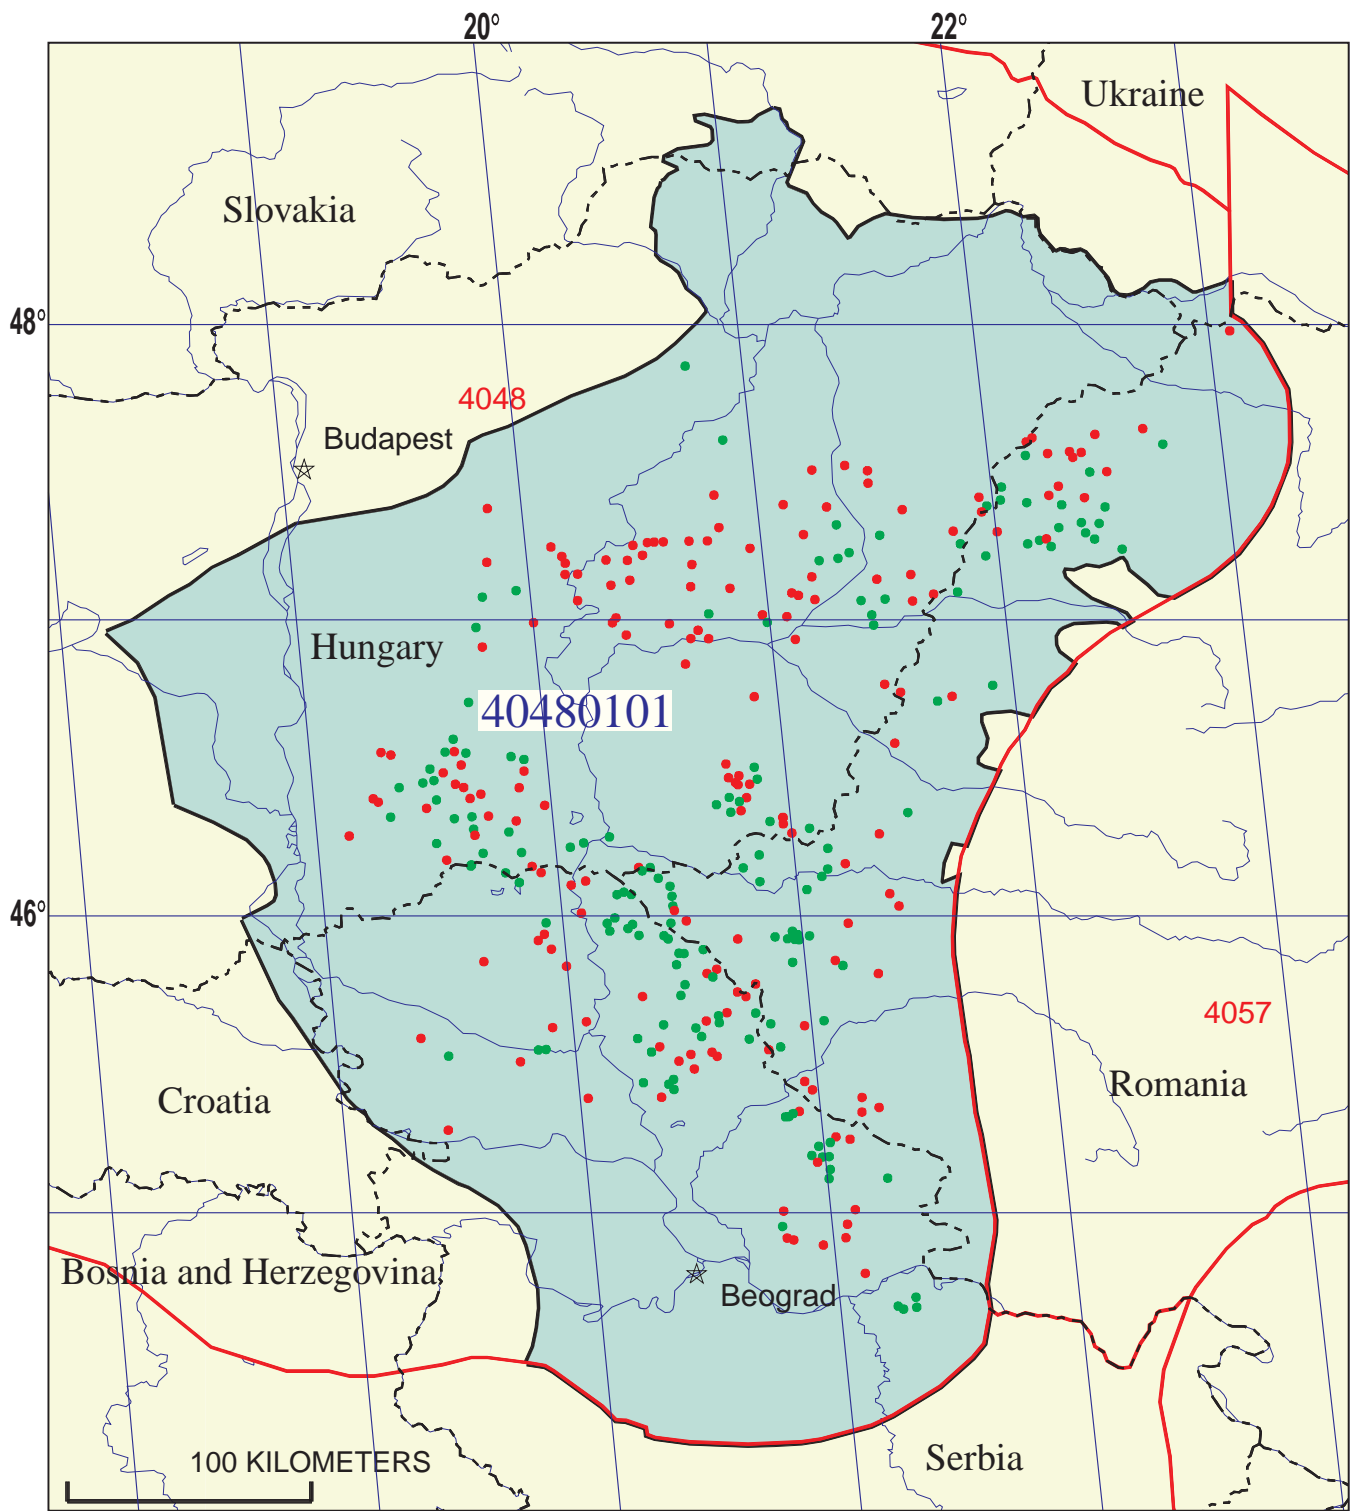 20°
22°
Ukraine
Slovakia
48°
4048
Budapest
Hungary
40480101
46°
4057
Romania
Croatia
Bosnia and Herzegovina
Beograd
Serbia
100 KILOMETERS